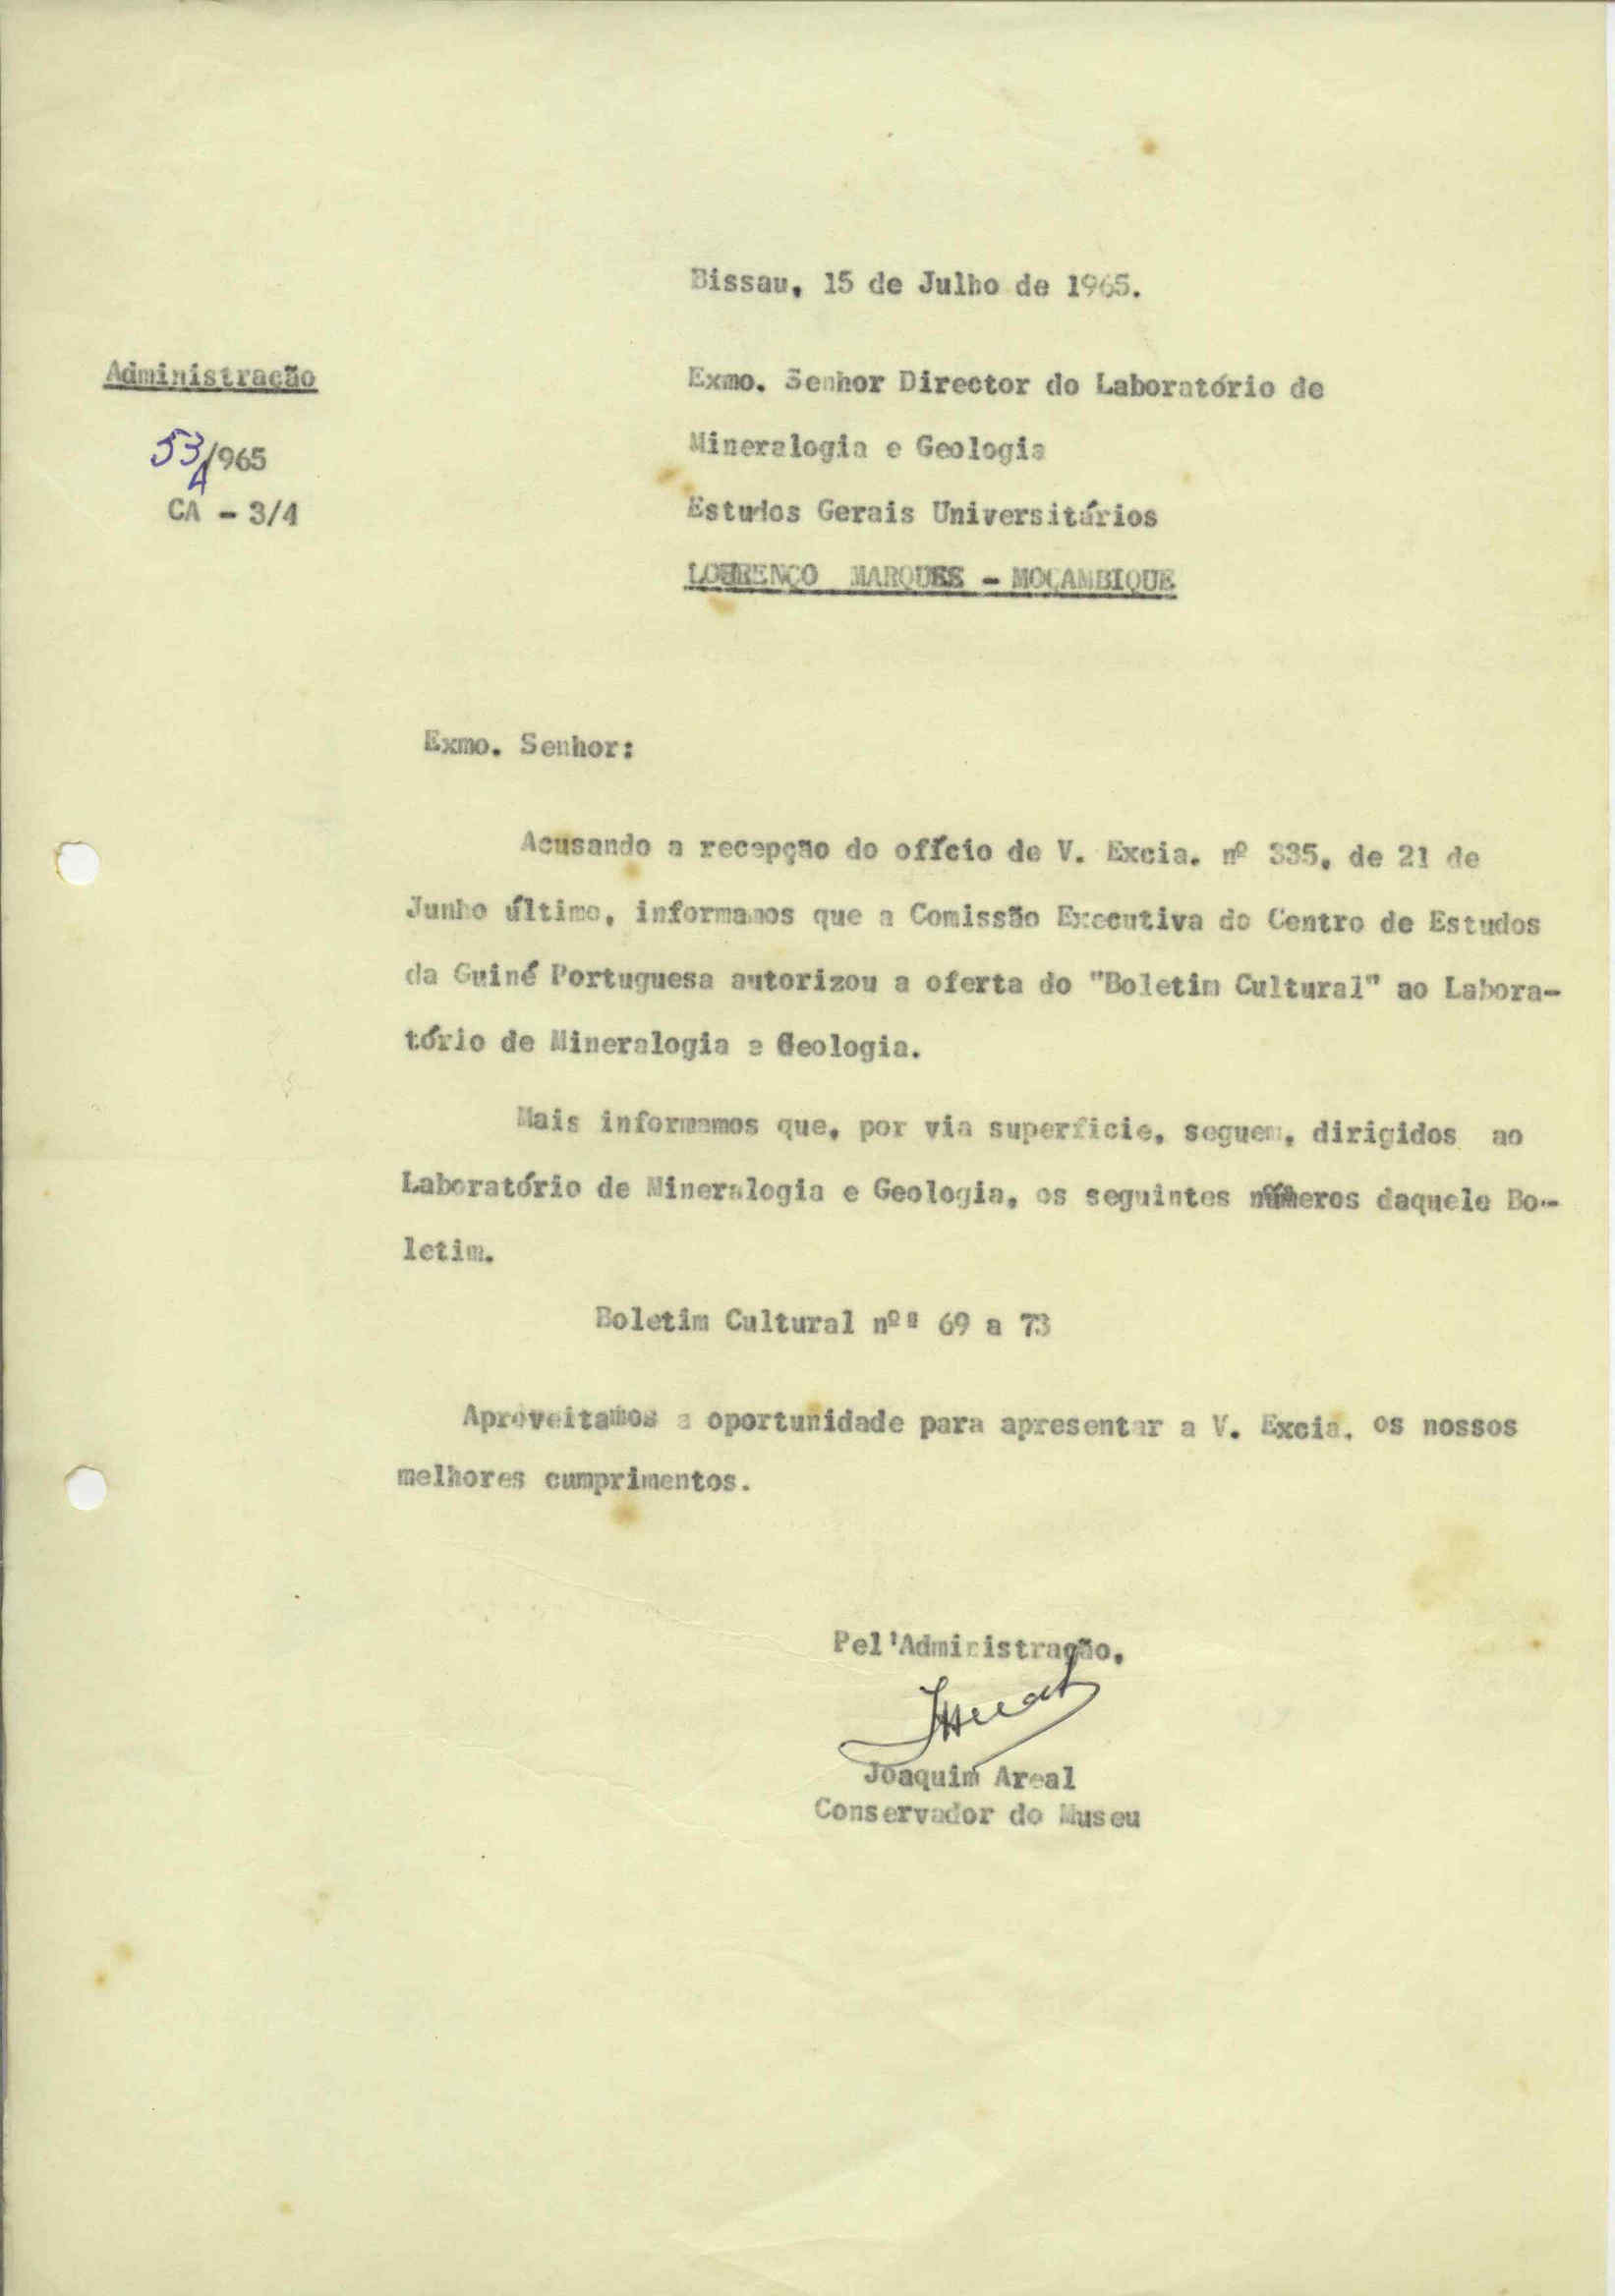 Bissau, 15 de Julho de 1965.
Administração
53/965
CA - 3/4
Exmo. Senhor Director do Laboratório de
Mineralogia e Geologia
Estudos Gerais Universitários
LOURENÇO MARQUES - MOÇAMBIQUE
Exmo. Senhor:
Acusando a recepção do ofício de V. Excia. nº 335, de 21 de
Junho último, informamos que a Comissão Executiva do Centro de Estudos
da Guiné Portuguesa autorizou a oferta do "Boletim Cultural" ao Labora-
tório de Mineralogia e Geologia.
Mais informamos que, por via superficie, seguem, dirigidos ao
Laboratório de Mineralogia e Geologia, os seguintes números daquele Bo-
letim.
Boletim Cultural nºs 69 a 73
Aproveitamos a oportunidade para apresentar a V. Excia. os nossos
melhores cumprimentos.
Pel'Administração,
Joaquim Areal
Conservador do Museu